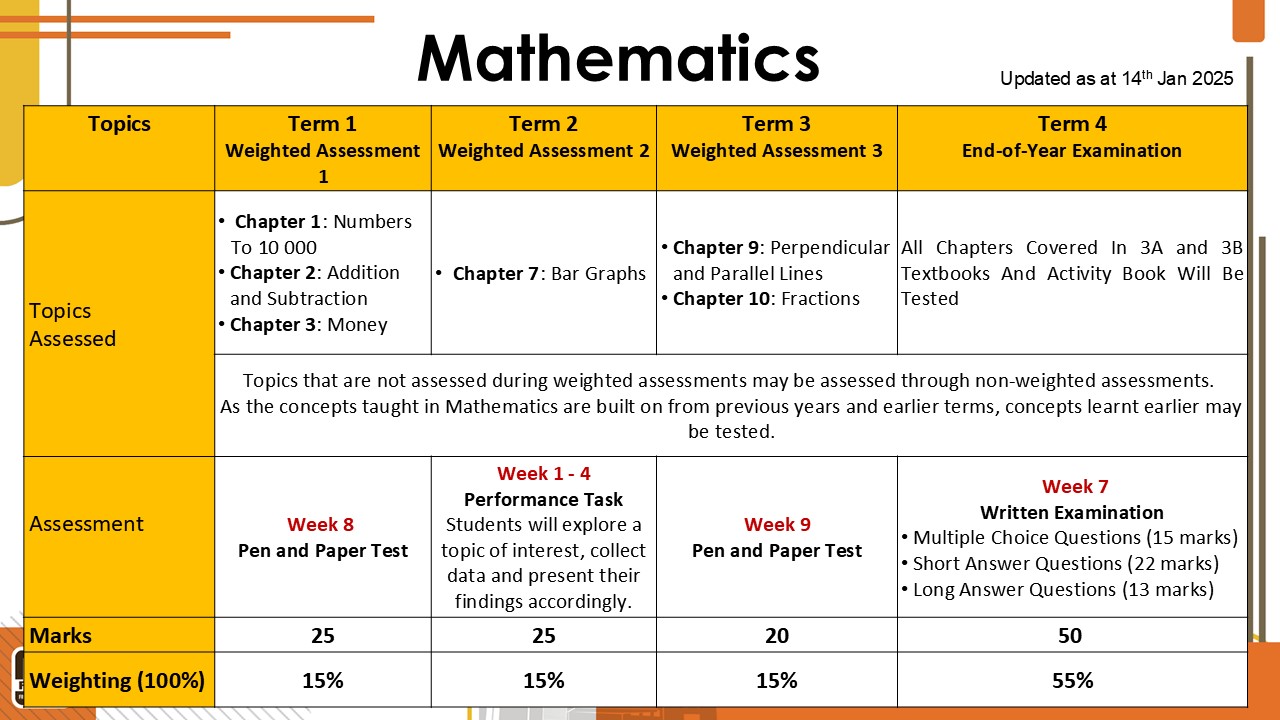 Mathematics
Updated as at 14th Jan 2025
Topics
Term 1
Weighted Assessment
1
Term 2
Weighted Assessment 2
Term 3
Weighted Assessment 3
Term 4
End-of-Year Examination
Topics
Assessed
• Chapter 1: Numbers
To 10 000
• Chapter 2: Addition
and Subtraction
• Chapter 3: Money
• Chapter 7: Bar Graphs
• Chapter 9: Perpendicular
and Parallel Lines
• Chapter 10: Fractions
All Chapters Covered In 3A and 3B
Textbooks And Activity Book Will Be
Tested
Topics that are not assessed during weighted assessments may be assessed through non-weighted assessments.
As the concepts taught in Mathematics are built on from previous years and earlier terms, concepts learnt earlier may
be tested.
Assessment
Week 8
Pen and Paper Test
Week 1 - 4
Performance Task
Students will explore a
topic of interest, collect
data and present their
findings accordingly.
Week 9
Pen and Paper Test
Week 7
Written Examination
• Multiple Choice Questions (15 marks)
• Short Answer Questions (22 marks)
• Long Answer Questions (13 marks)
Marks
25
25
20
50
Weighting (100%)
15%
15%
15%
55%